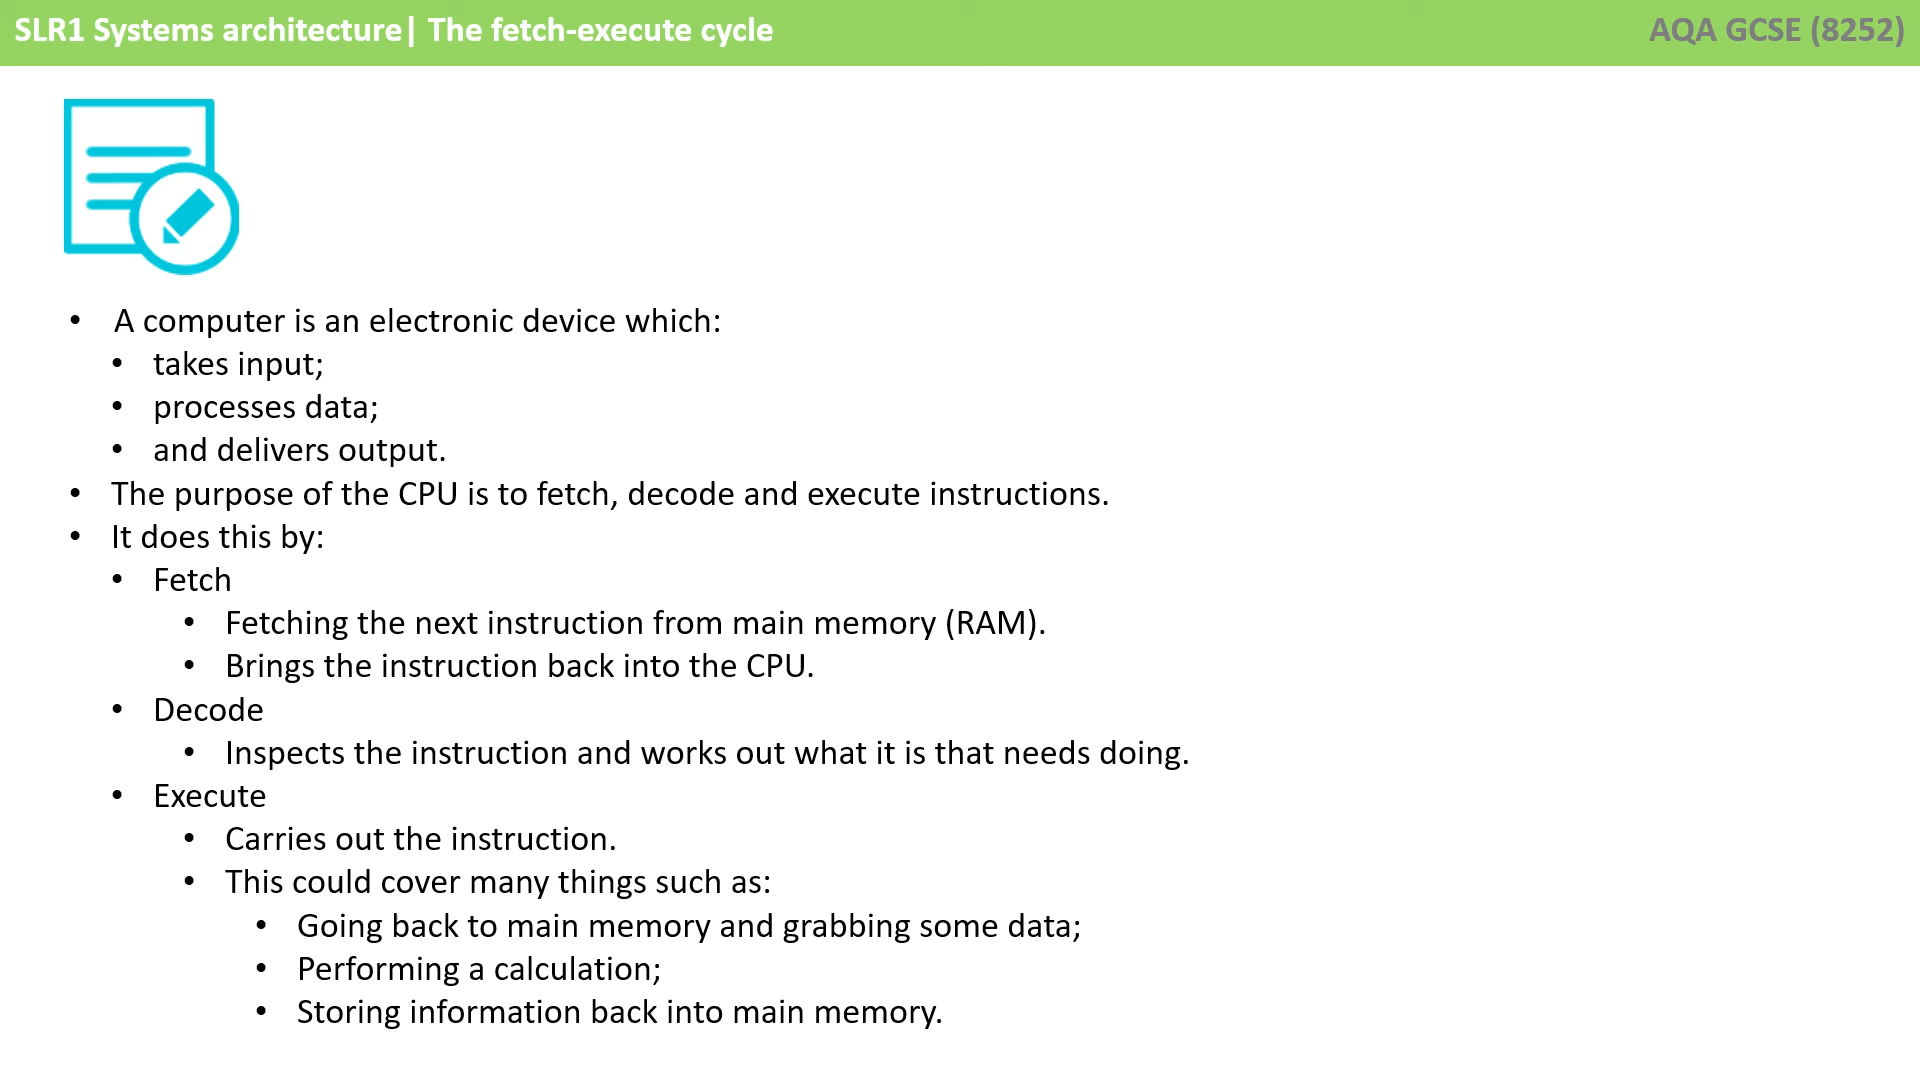 SLR1 Systems architecture| The fetch-execute cycle
AQA GCSE (8252)
• A computer is an electronic device which:
• takes input;
• processes data;
• and delivers output.
• The purpose of the CPU is to fetch, decode and execute instructions.
• It does this by:
• Fetch
• Fetching the next instruction from main memory (RAM).
• Brings the instruction back into the CPU.
• Decode
• Inspects the instruction and works out what it is that needs doing.
• Execute
• Carries out the instruction.
• This could cover many things such as:
• Going back to main memory and grabbing some data;
• Performing a calculation;
• Storing information back into main memory.